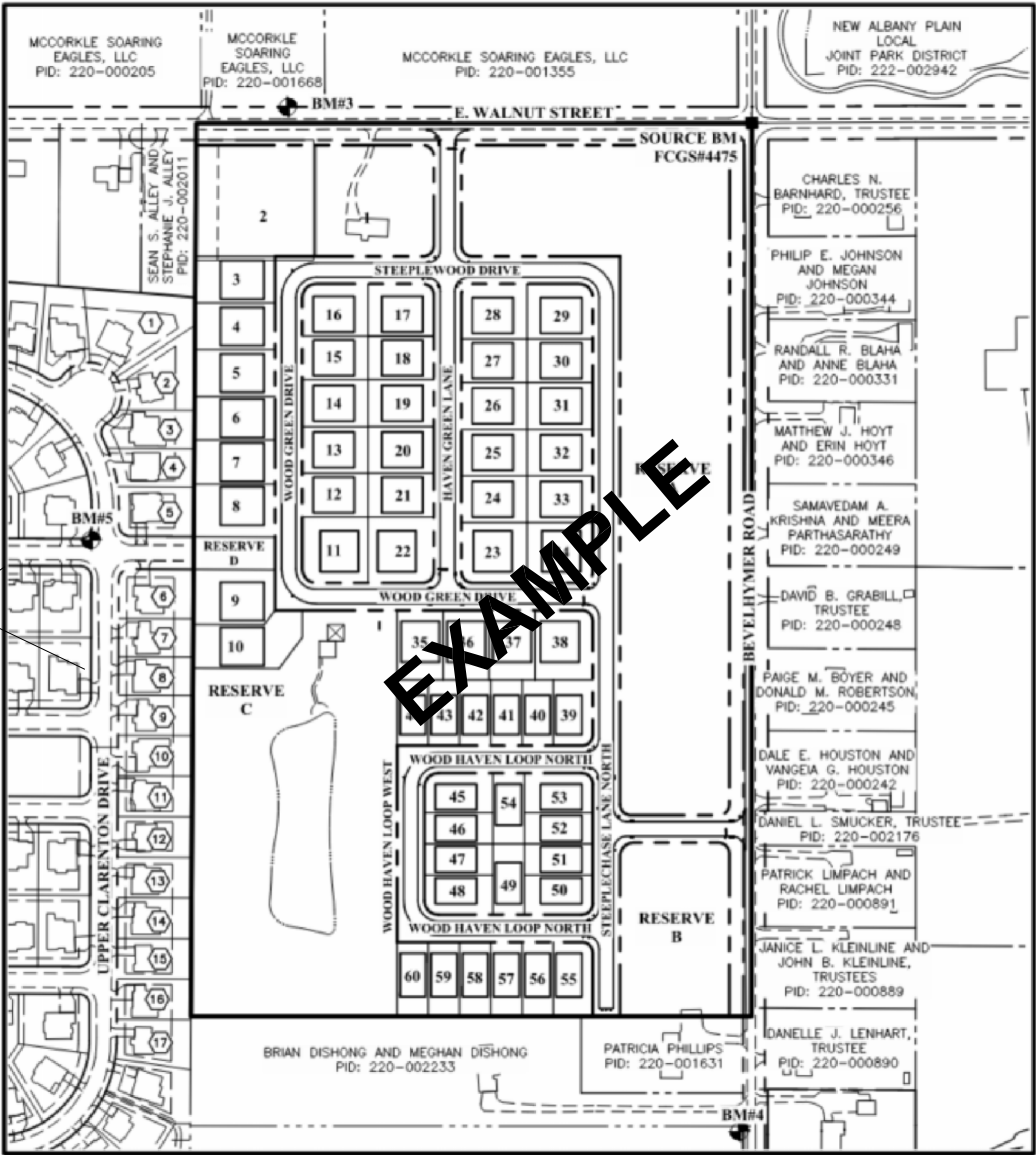 MCCORKLE SOARING
EAGLES, LLC
PID: 220-000205
MCCORKLE
SOARING
EAGLES, LLC
PID: 220-001668
MCCORKLE SOARING EAGLES, LLC
PID: 220-001355
NEW ALBANY PLAIN
LOCAL
JOINT PARK DISTRICT
PID: 222-002942
BM#3
E. WALNUT STREET
SOURCE BM
FCGS#4475
SEAN S. ALLEY AND
STEPHANIE J. ALLEY
PID: 220-002011
CHARLES N.
BARNHARD, TRUSTEE
PID: 220-000256
PHILIP E. JOHNSON
AND MEGAN
JOHNSON
PID: 220-000344
RANDALL R. BLAHA
AND ANNE BLAHA
PID: 220-000331
MATTHEW J. HOYT
AND ERIN HOYT
PID: 220-000346
SAMAVEDAM A.
KRISHNA AND MEERA
PARTHASARATHY
PID: 220-000249
DAVID B. GRABILL,
TRUSTEE
PID: 220-000248
PAIGE M. BOYER AND
DONALD M. ROBERTSON
PID: 220-000245
DALE E. HOUSTON AND
VANGEIA G. HOUSTON
PID: 220-000242
DANIEL L. SMUCKER, TRUSTEE
PID: 220-002176
PATRICK LIMPACH AND
RACHEL LIMPACH
PID: 220-000891
JANICE L. KLEINLINE AND
JOHN B. KLEINLINE,
TRUSTEES
PID: 220-000889
DANELLE J. LENHART,
TRUSTEE
PID: 220-000890
2
3
4
5
6
7
8
RESERVE
D
9
10
STEEPLEWOOD DRIVE
WOOD GREEN DRIVE
HAVEN GREEN LANE
16 17 28 29
15 18 27 30
14 19 26 31
13 20 25 32
12 21 24 33
11 22 23
WOOD GREEN DRIVE
EXAMPLE
BEVELHYMER ROAD
35 37 38
RESERVE
C
43 42 41 40 39
WOOD HAVEN LOOP NORTH
WOOD HAVEN LOOP WEST
STEEPLECHASE LANE NORTH
45 54 53
46 52
47 51
48 49 50
WOOD HAVEN LOOP NORTH
60 59 58 57 56 55
RESERVE
B
1
2
3
4
5
BM#5
6
7
8
9
10
11
12
13
14
15
16
17
UPPER CLARENTON DRIVE
BRIAN DISHONG AND MEGHAN DISHONG
PID: 220-002233
PATRICIA PHILLIPS
PID: 220-001631
BM#4